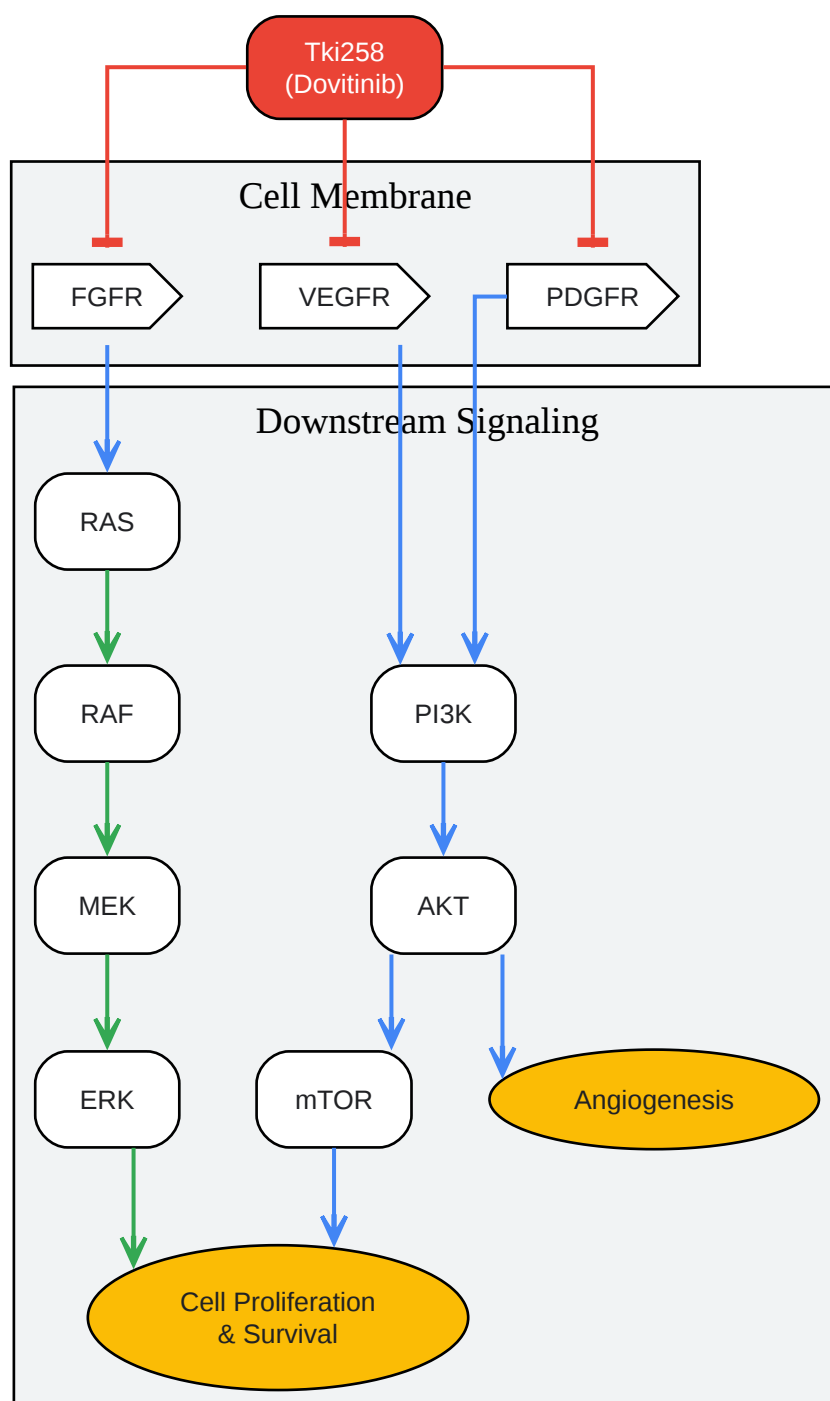 Tki258
(Dovitinib)
Cell Membrane
FGFR
VEGFR
PDGFR
Downstream Signaling
RAS
RAF
PI3K
MEK
AKT
ERK
mTOR
Angiogenesis
Cell Proliferation
& Survival